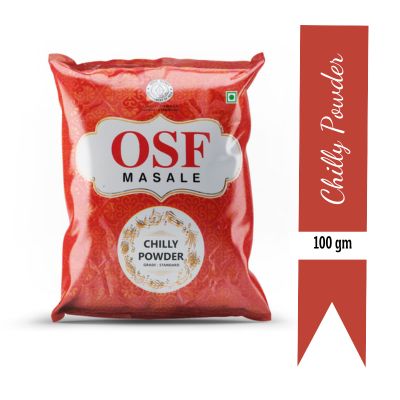 OSF
MASALE
CHILLY
POWDER
GRADE : STANDARD
Chilly Powder
100 gm